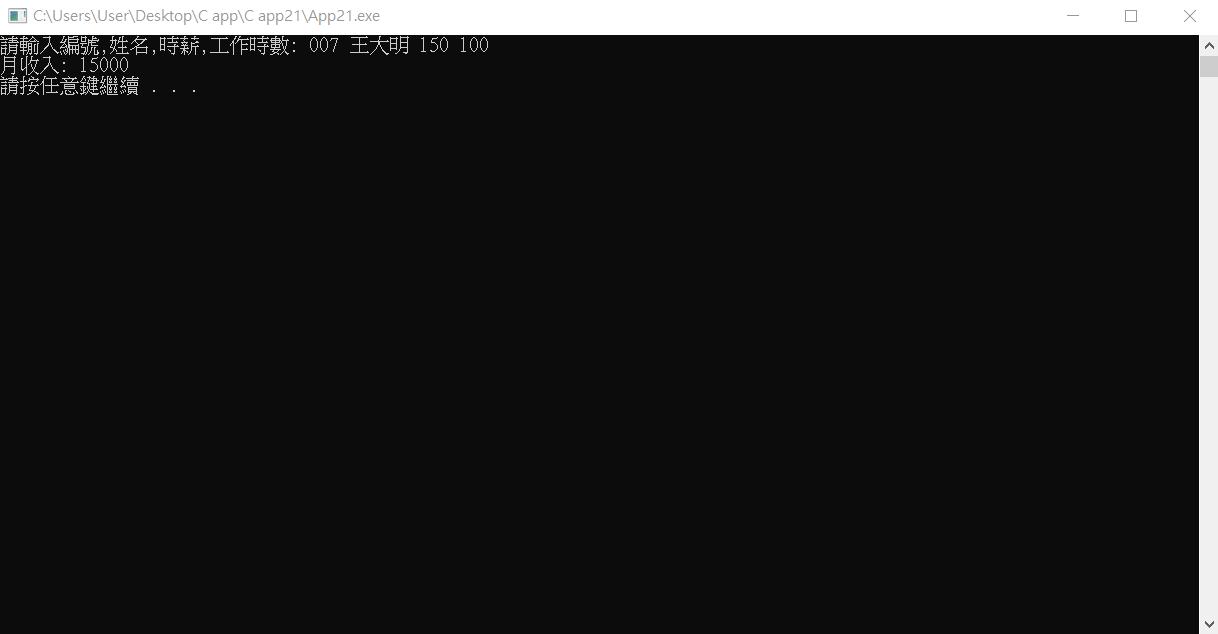 C:\Users\User\Desktop\C app\C app21\App21.exe
請輸入編號,姓名,時薪,工作時數: 007 王大明 150 100
月收入: 15000
請按任意鍵繼續 . . .